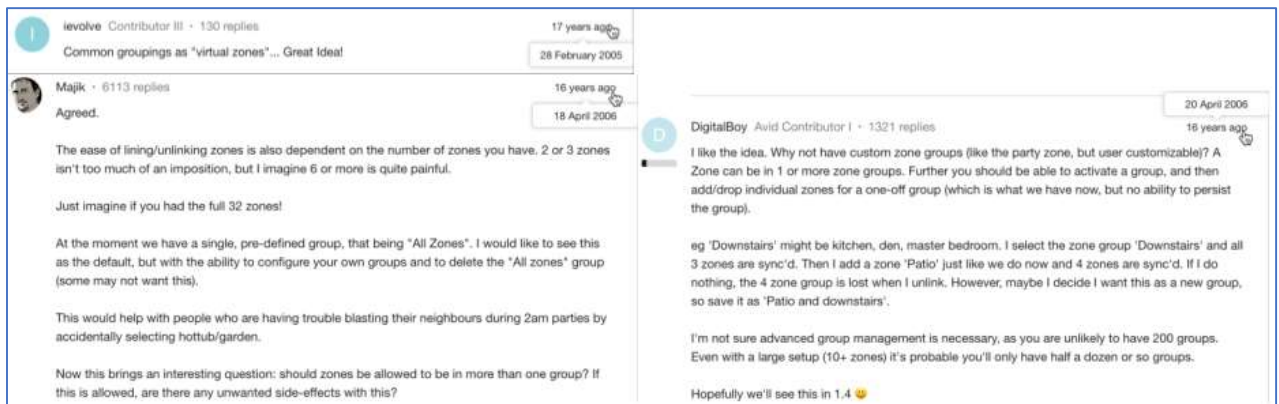 I
ievolve Contributor III · 130 replies
17 years ago
Common groupings as "virtual zones"... Great Idea!
28 February 2005
Majik · 6113 replies
16 years ago
Agreed.
18 April 2006
The ease of lining/unlinking zones is also dependent on the number of zones you have. 2 or 3 zones
isn't too much of an imposition, but I imagine 6 or more is quite painful.
Just imagine if you had the full 32 zones!
At the moment we have a single, pre-defined group, that being "All Zones". I would like to see this
as the default, but with the ability to configure your own groups and to delete the "All zones" group
(some may not want this).
This would help with people who are having trouble blasting their neighbours during 2am parties by
accidentally selecting hottub/garden.
Now this brings an interesting question: should zones be allowed to be in more than one group? If
this is allowed, are there any unwanted side-effects with this?
20 April 2006
D
DigitalBoy Avid Contributor I · 1321 replies
16 years ago
I like the idea. Why not have custom zone groups (like the party zone, but user customizable)? A
Zone can be in 1 or more zone groups. Further you should be able to activate a group, and then
add/drop individual zones for a one-off group (which is what we have now, but no ability to persist
the group).
eg 'Downstairs' might be kitchen, den, master bedroom. I select the zone group 'Downstairs' and all
3 zones are sync'd. Then I add a zone 'Patio' just like we do now and 4 zones are sync'd. If I do
nothing, the 4 zone group is lost when I unlink. However, maybe I decide I want this as a new group,
so save it as 'Patio and downstairs'.
I'm not sure advanced group management is necessary, as you are unlikely to have 200 groups.
Even with a large setup (10+ zones) it's probable you'll only have half a dozen or so groups.
Hopefully we'll see this in 1.4 😀